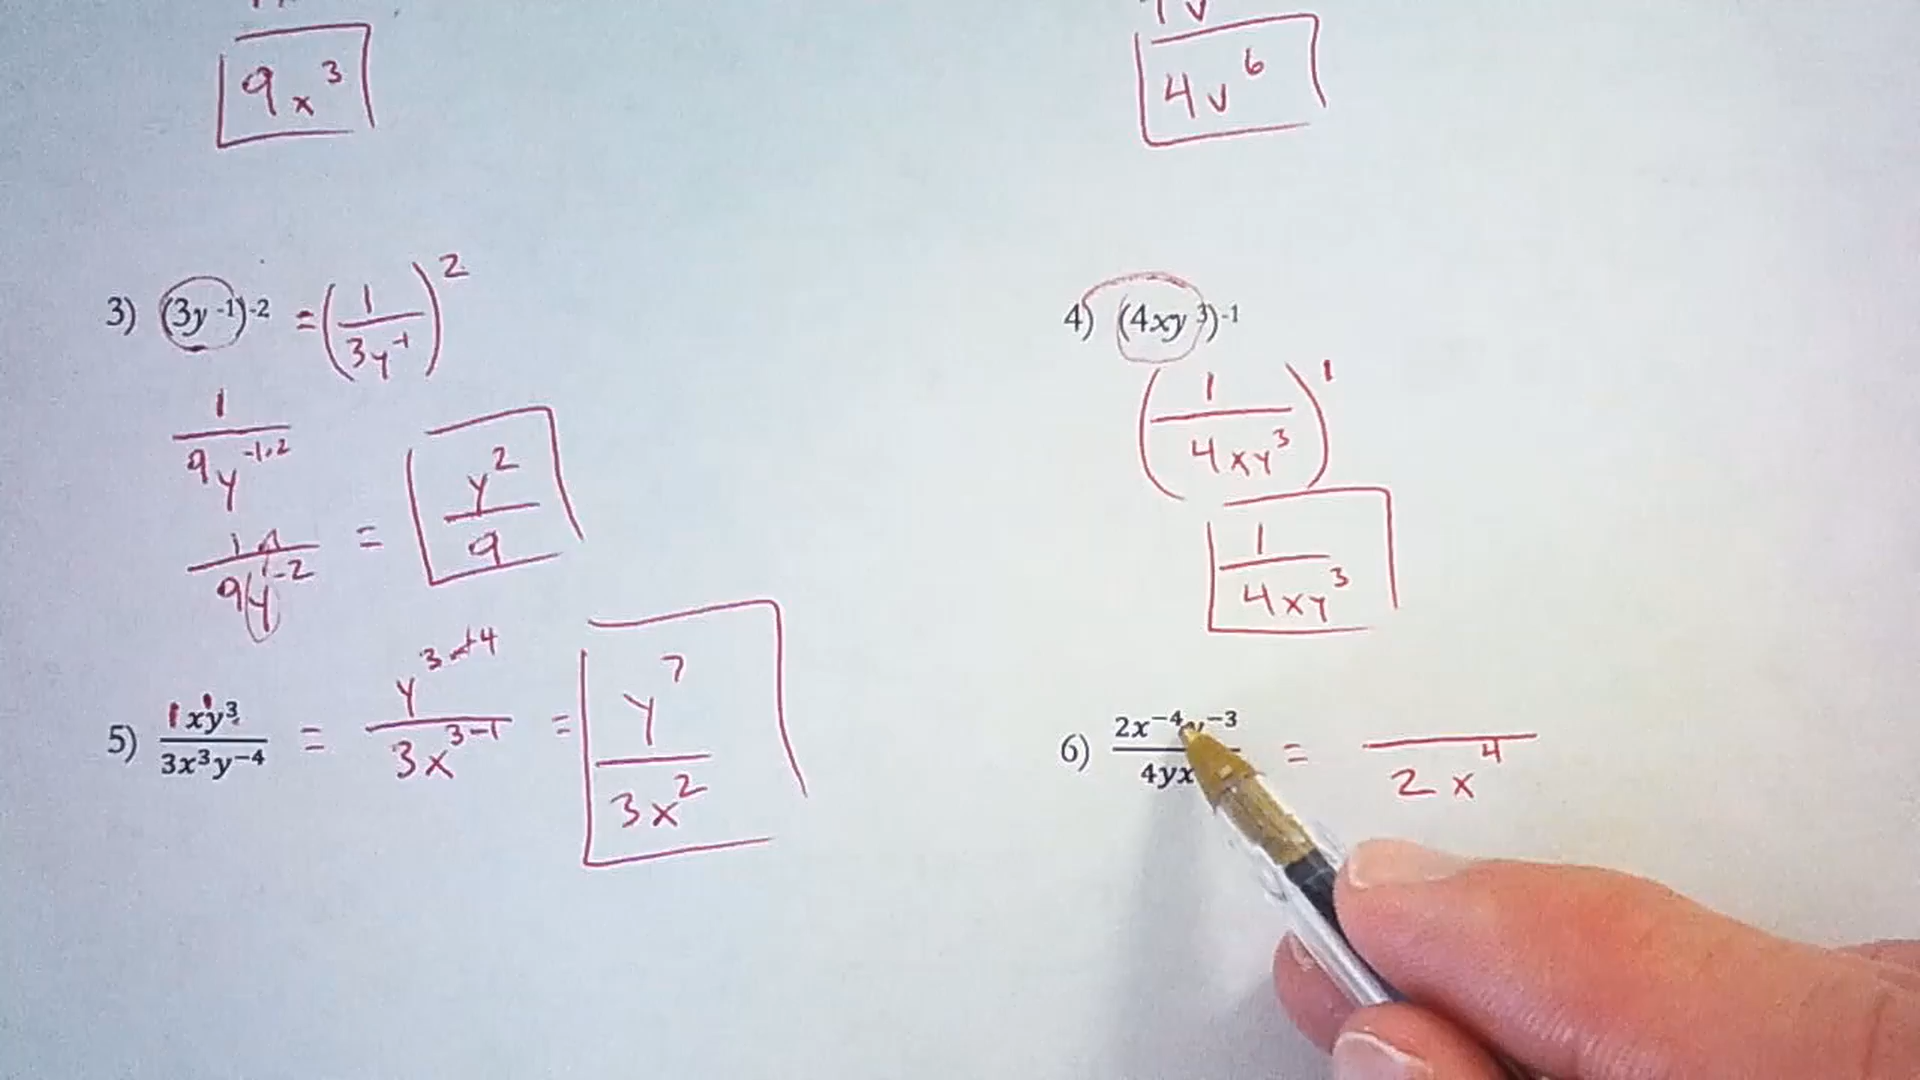 9x³
4v⁶
3) (3y⁻¹)⁻² = (1/(3y⁻¹))²
1/(9y⁻¹·²)
1/(9y⁻²) = y²/9
4) (4xy³)⁻¹
(1/(4xy³))¹
1/(4xy³)
5) 1x¹y³/(3x³y⁻⁴) = y³⁺⁴/(3x³⁻¹) = y⁷/(3x²)
6) 2x⁻⁴ ⁻³ / 4yx = / 2x⁴